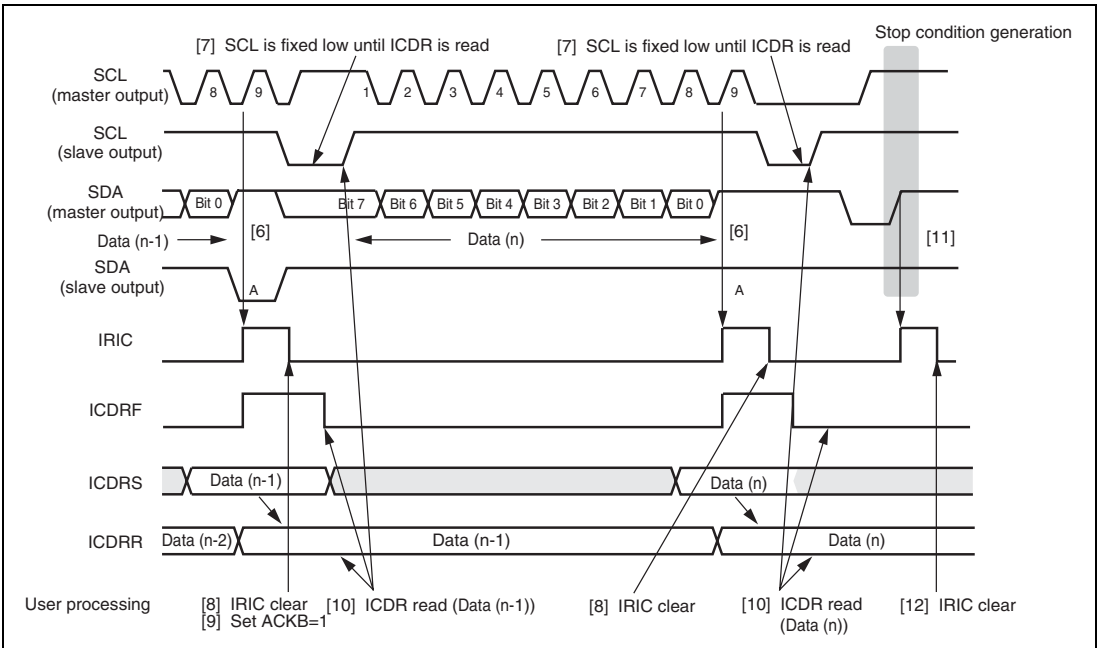 Stop condition generation
[7] SCL is fixed low until ICDR is read
[7] SCL is fixed low until ICDR is read
SCL
(master output)
8
9
1
2
3
4
5
6
7
8
9
SCL
(slave output)
SDA
(master output)
Bit 0
Bit 7
Bit 6
Bit 5
Bit 4
Bit 3
Bit 2
Bit 1
Bit 0
Data (n-1)
[6]
Data (n)
[6]
[11]
SDA
(slave output)
A
A
IRIC
ICDRF
ICDRS
Data (n-1)
Data (n)
ICDRR
Data (n-2)
Data (n-1)
Data (n)
User processing
[8] IRIC clear
[9] Set ACKB=1
[10] ICDR read (Data (n-1))
[8] IRIC clear
[10] ICDR read
(Data (n))
[12] IRIC clear